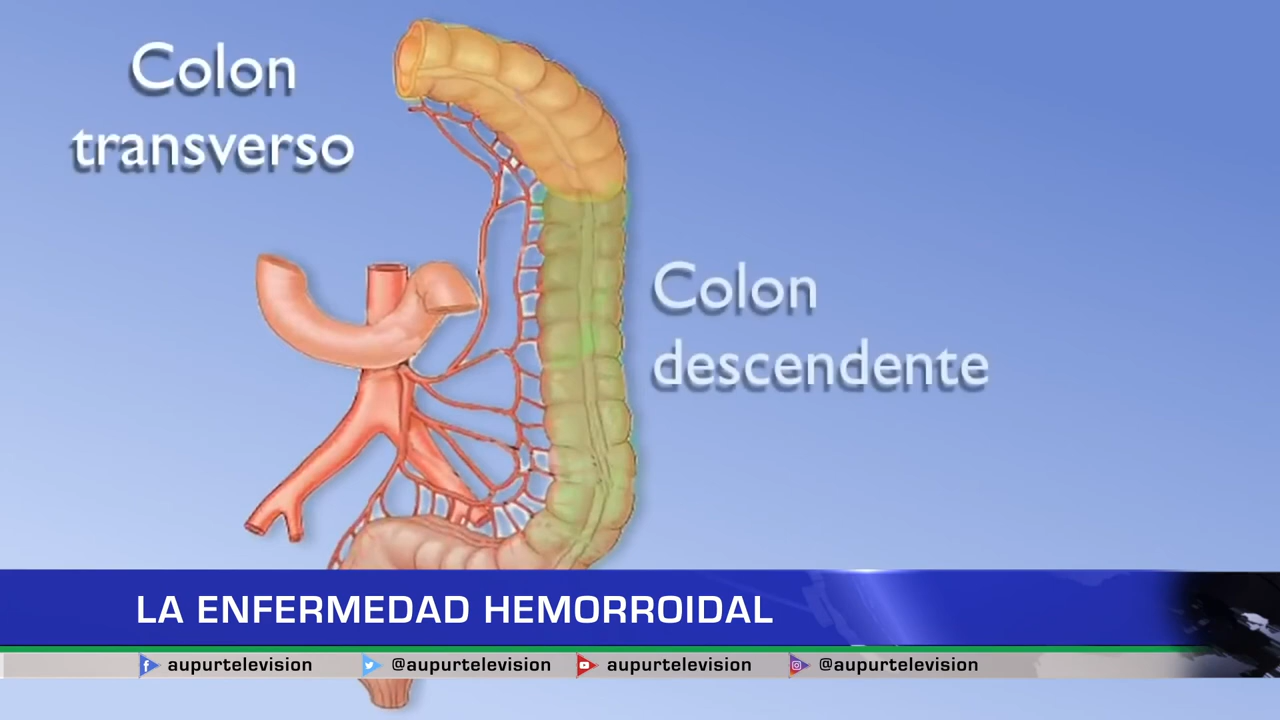 Colon
transverso
Colon
descendente
LA ENFERMEDAD HEMORROIDAL
aupurtelevision @aupurtelevision aupurtelevision @aupurtelevision